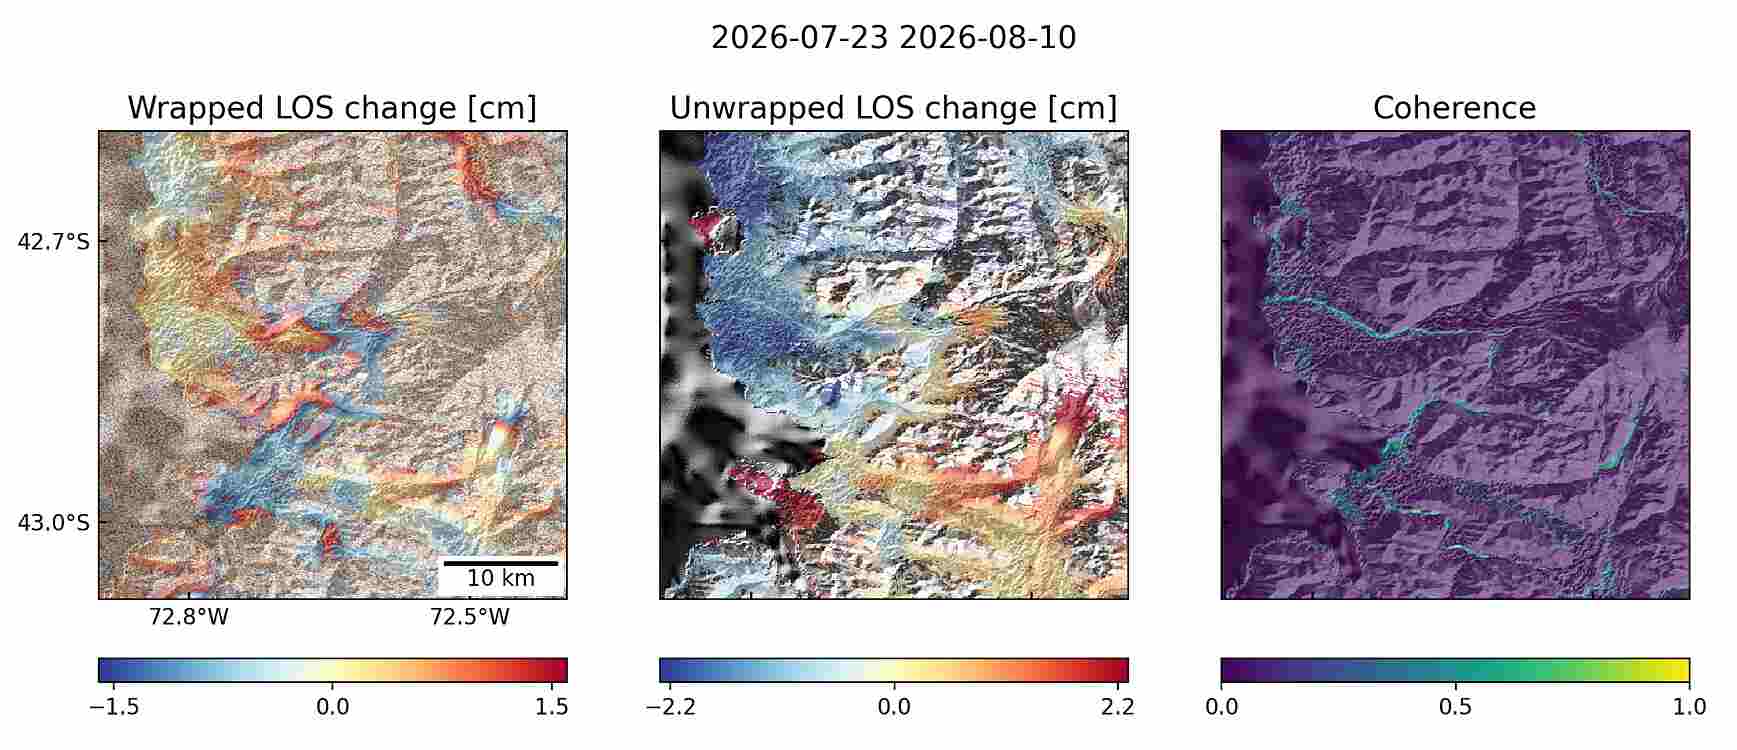 2026-07-23 2026-08-10
Wrapped LOS change [cm]
Unwrapped LOS change [cm]
Coherence
42.7°S
43.0°S
10 km
72.8°W
72.5°W
−1.5
0.0
1.5
−2.2
0.0
2.2
0.0
0.5
1.0